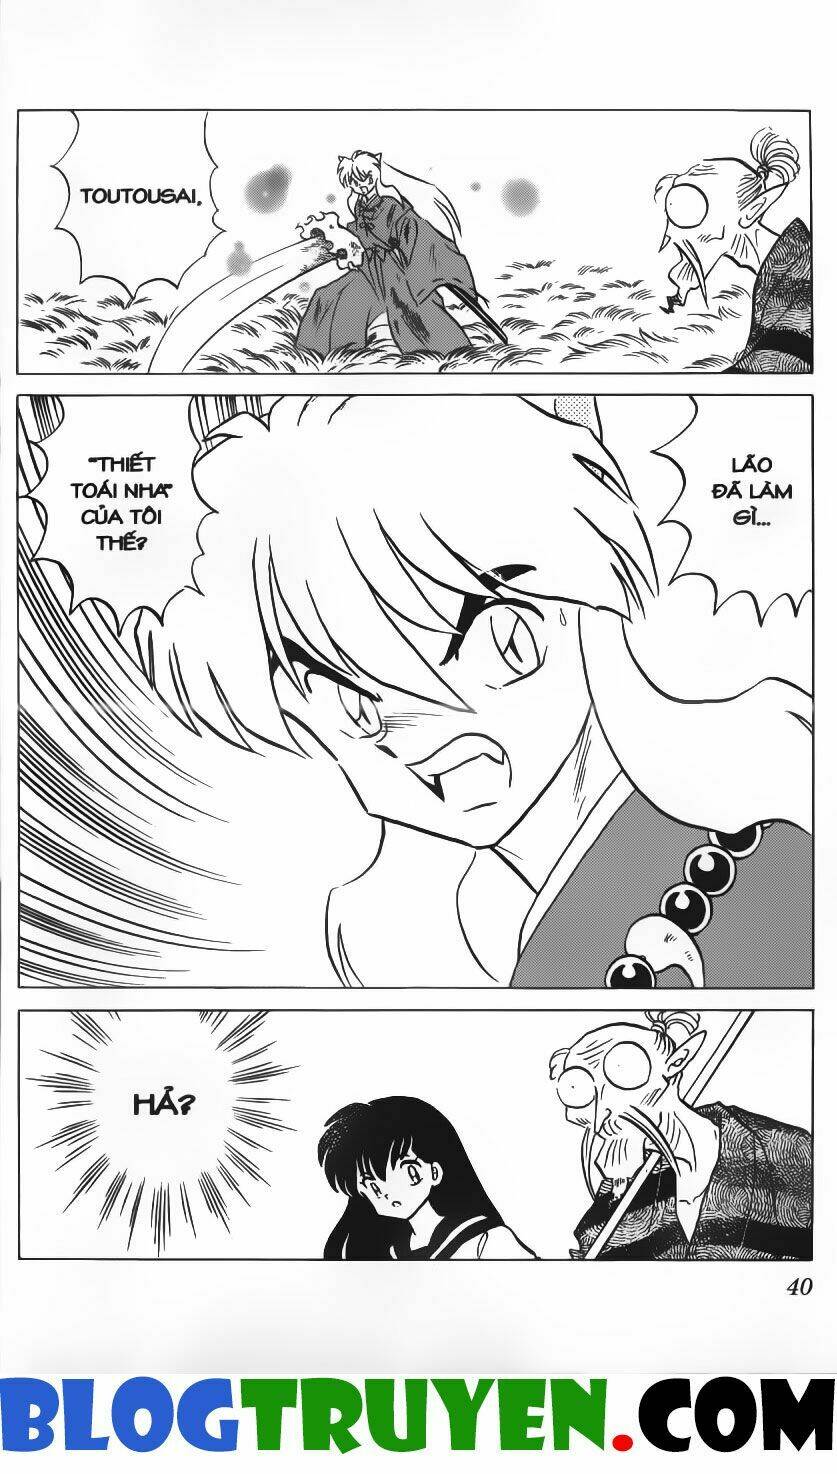 TOUTOUSAI,
LÃO
ĐÃ LÀM
GÌ...
"THIẾT
TOÁI NHA"
CỦA TÔI
THẾ?
HẢ?
40
BLOGTRUYEN.COM